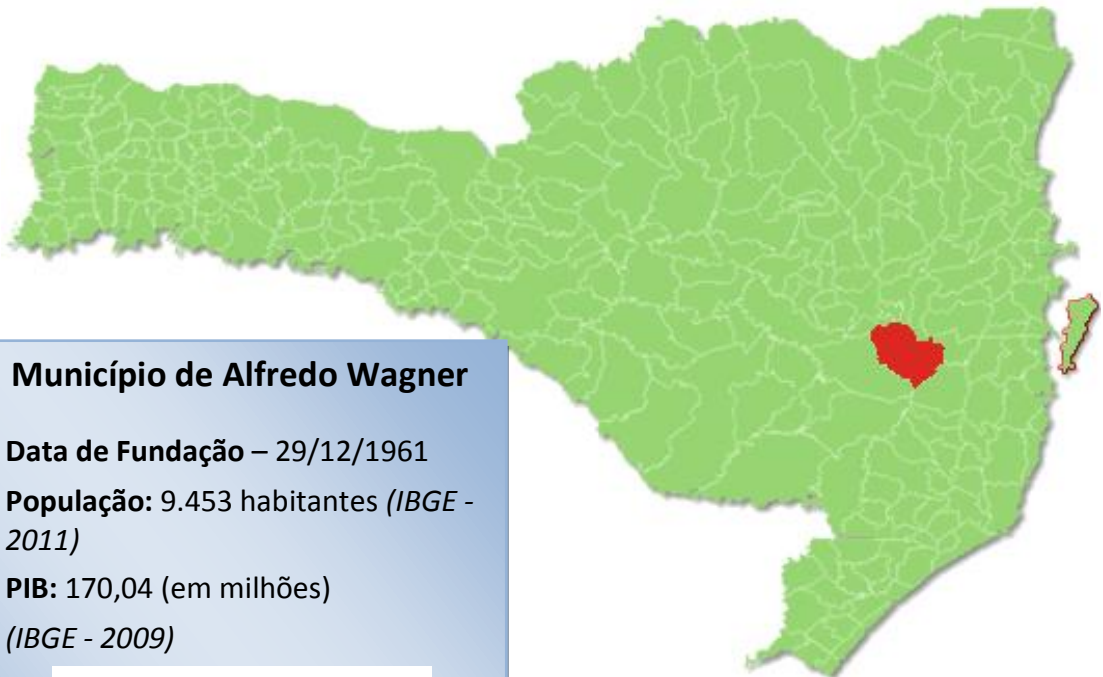 Município de Alfredo Wagner
Data de Fundação – 29/12/1961
População: 9.453 habitantes (IBGE -
2011)
PIB: 170,04 (em milhões)
(IBGE - 2009)